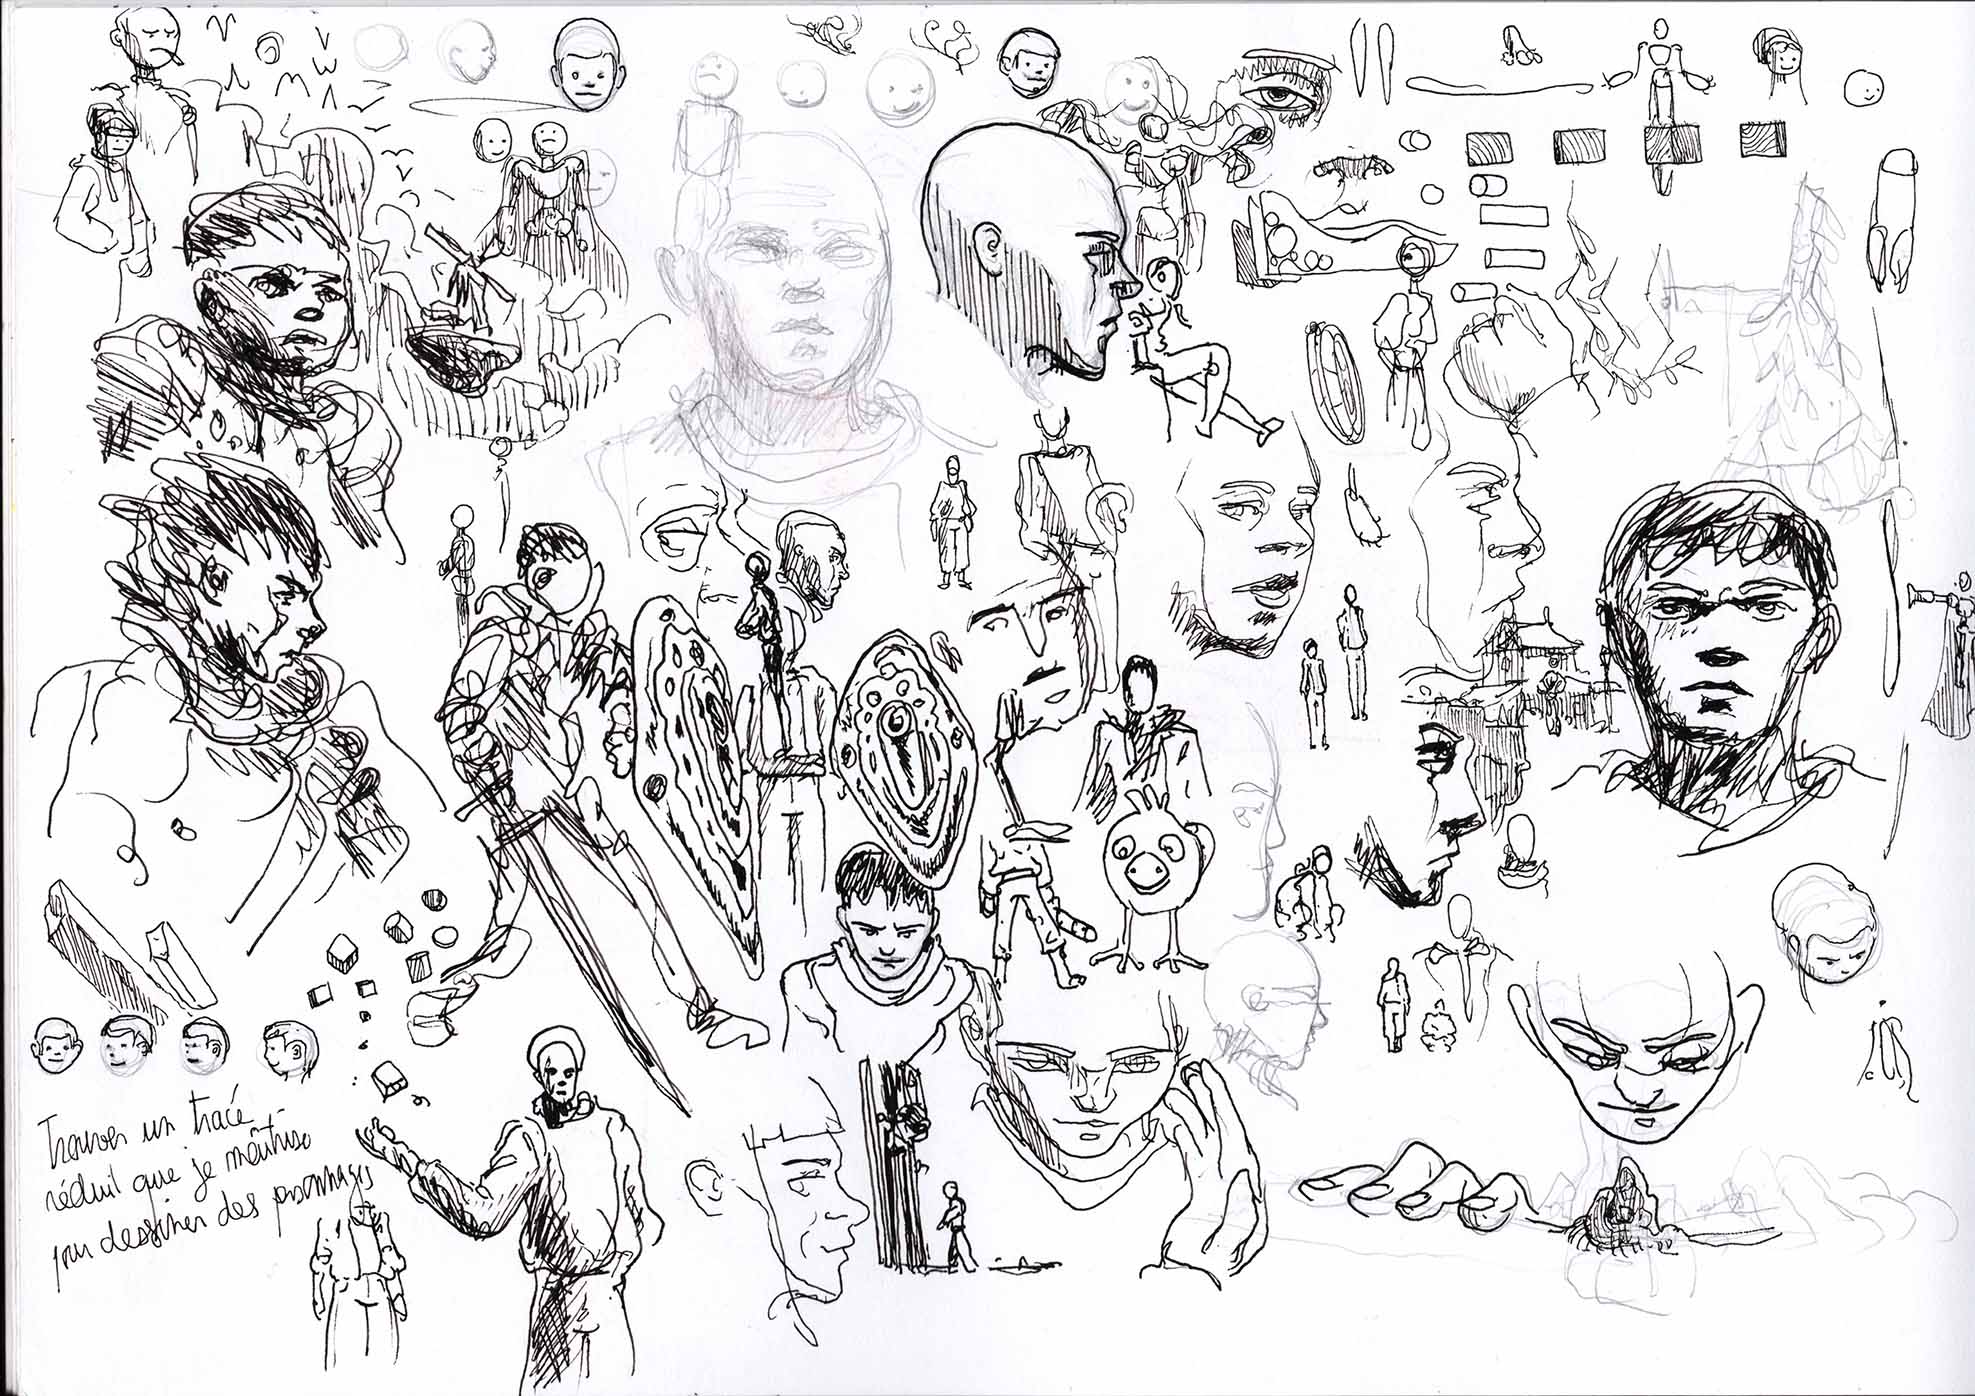 Trouver un tracé
réduit que je maîtrise
pour dessiner des personnages